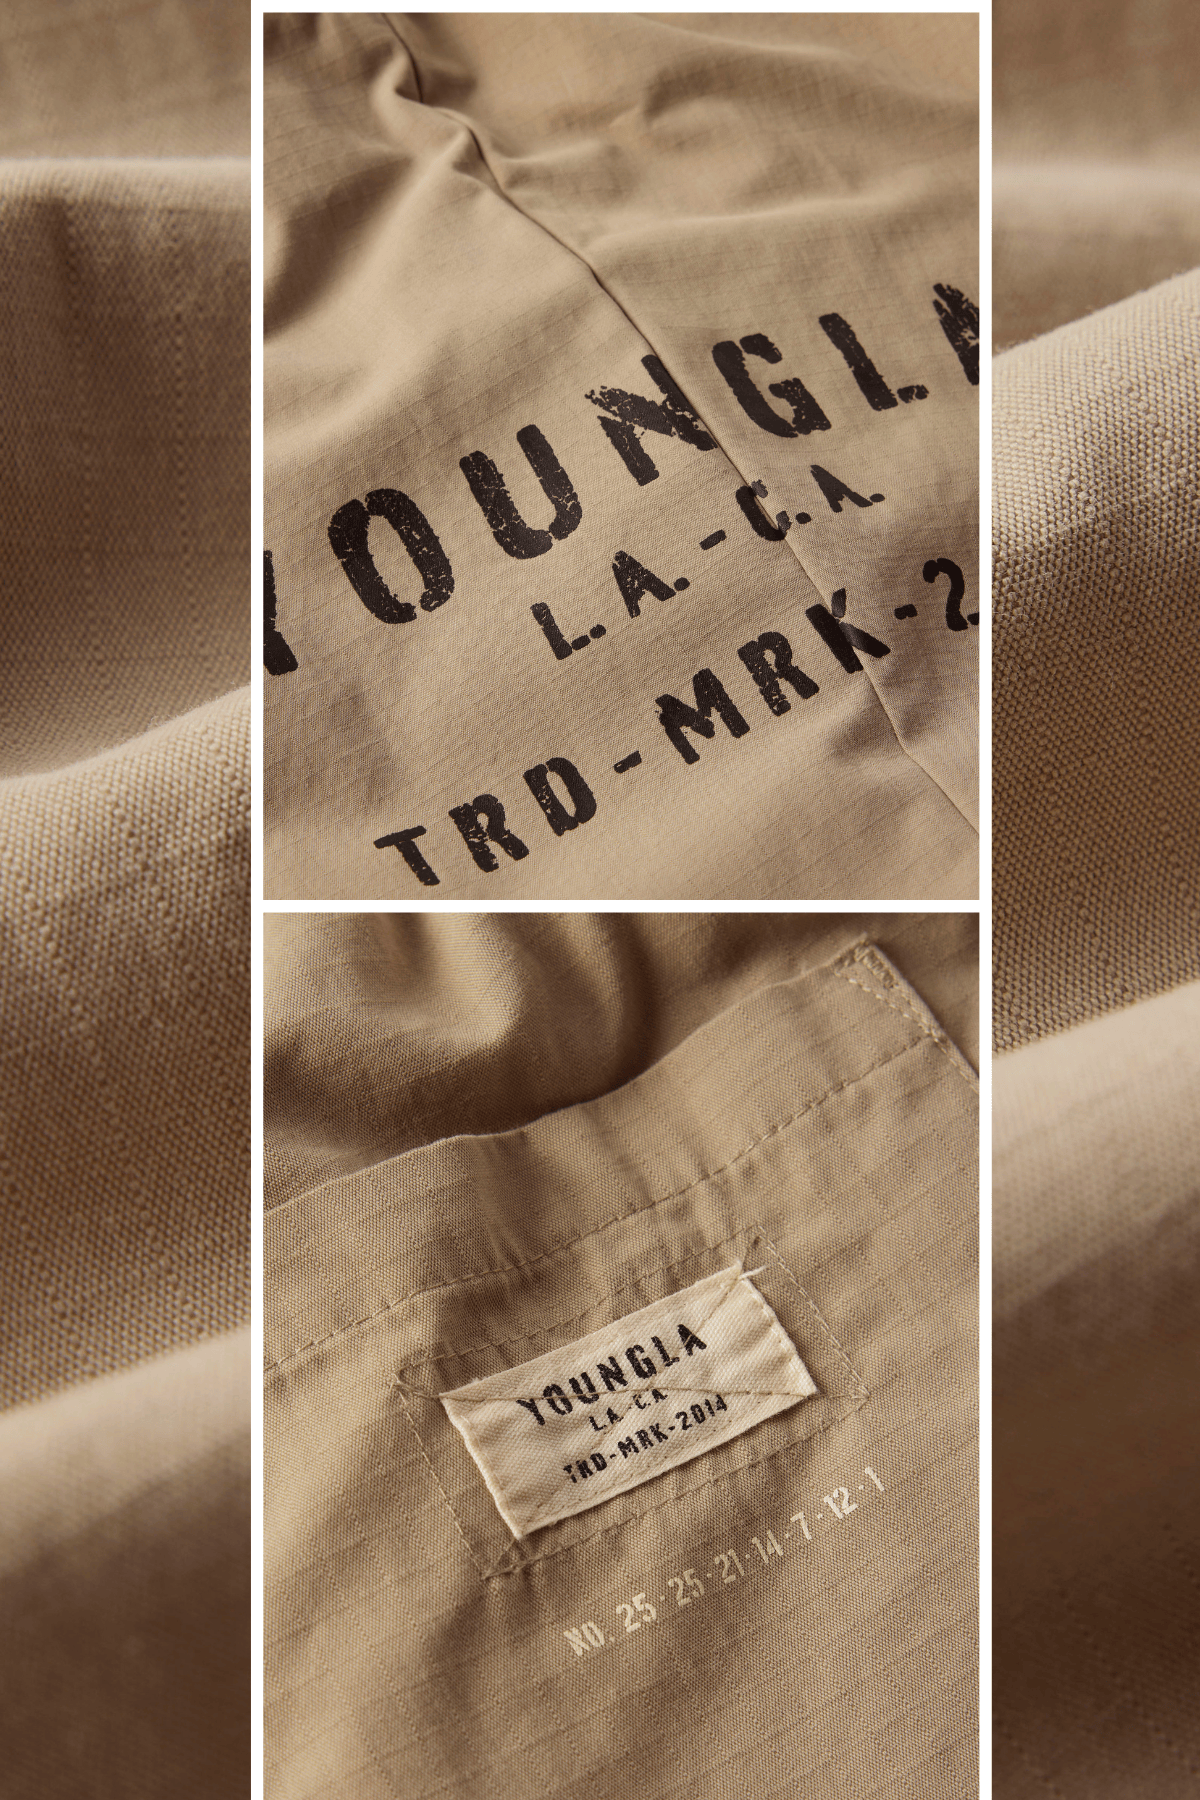 YOUNGLA
L.A.-C.A.
TRD-MRK-2
YOUNGLA
L.A.-C.A
TRD-MRK-2014
NO. 25·25·21·14·7·12·1